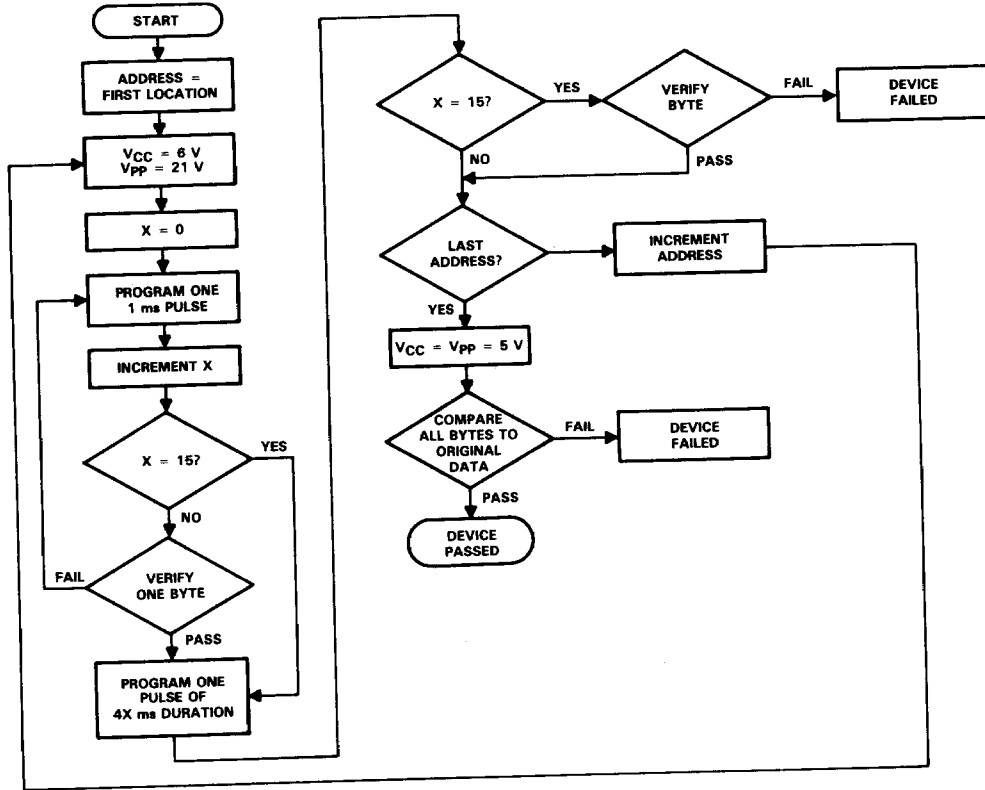 START
ADDRESS =
FIRST LOCATION
VCC = 6 V
VPP = 21 V
X = 0
PROGRAM ONE
1 ms PULSE
INCREMENT X
X = 15?
YES
NO
VERIFY
ONE BYTE
FAIL
PASS
PROGRAM ONE
PULSE OF
4X ms DURATION
X = 15?
YES
NO
VERIFY
BYTE
FAIL
PASS
DEVICE
FAILED
LAST
ADDRESS?
INCREMENT
ADDRESS
YES
VCC = VPP = 5 V
COMPARE
ALL BYTES TO
ORIGINAL
DATA
FAIL
DEVICE
FAILED
PASS
DEVICE
PASSED